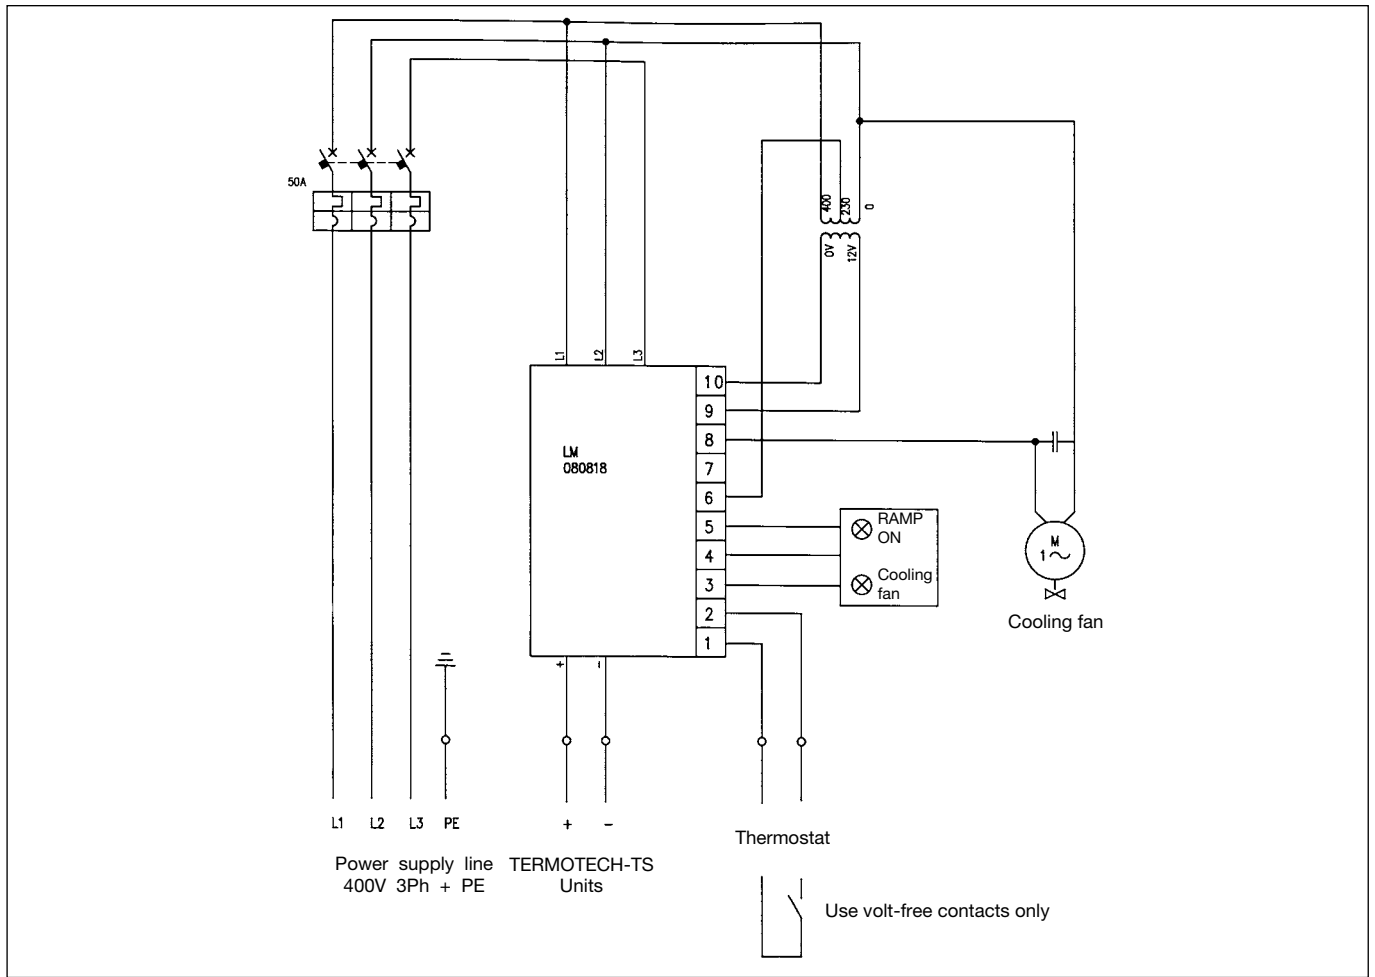 50A
400
230
0
0V
12V
L1
L2
L3
10
9
8
7
6
5
4
3
2
1
LM
080818
RAMP
ON
Cooling
fan
M
1~
Cooling fan
+
-
L1
L2
L3
PE
+
-
Power supply line
400V 3Ph + PE
TERMOTECH-TS
Units
Thermostat
Use volt-free contacts only